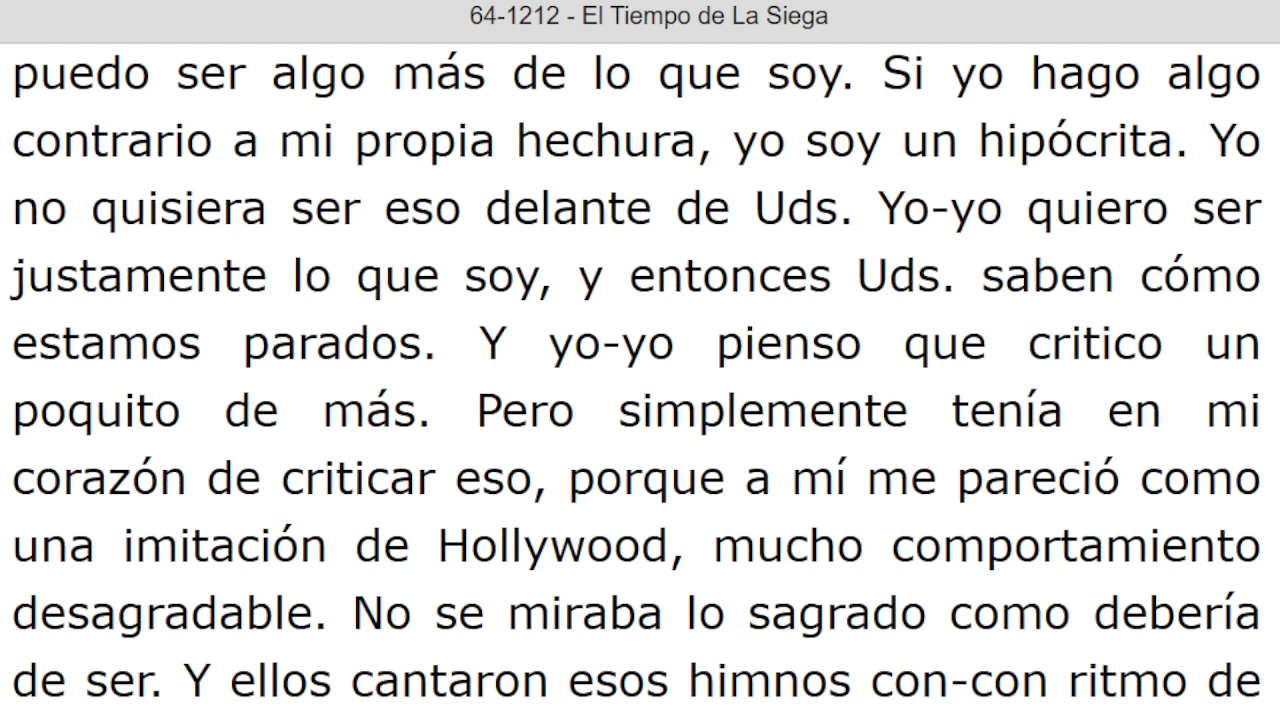 64-1212 - El Tiempo de La Siega
puedo ser algo más de lo que soy. Si yo hago algo
contrario a mi propia hechura, yo soy un hipócrita. Yo
no quisiera ser eso delante de Uds. Yo-yo quiero ser
justamente lo que soy, y entonces Uds. saben cómo
estamos parados. Y yo-yo pienso que critico un
poquito de más. Pero simplemente tenía en mi
corazón de criticar eso, porque a mí me pareció como
una imitación de Hollywood, mucho comportamiento
desagradable. No se miraba lo sagrado como debería
de ser. Y ellos cantaron esos himnos con-con ritmo de